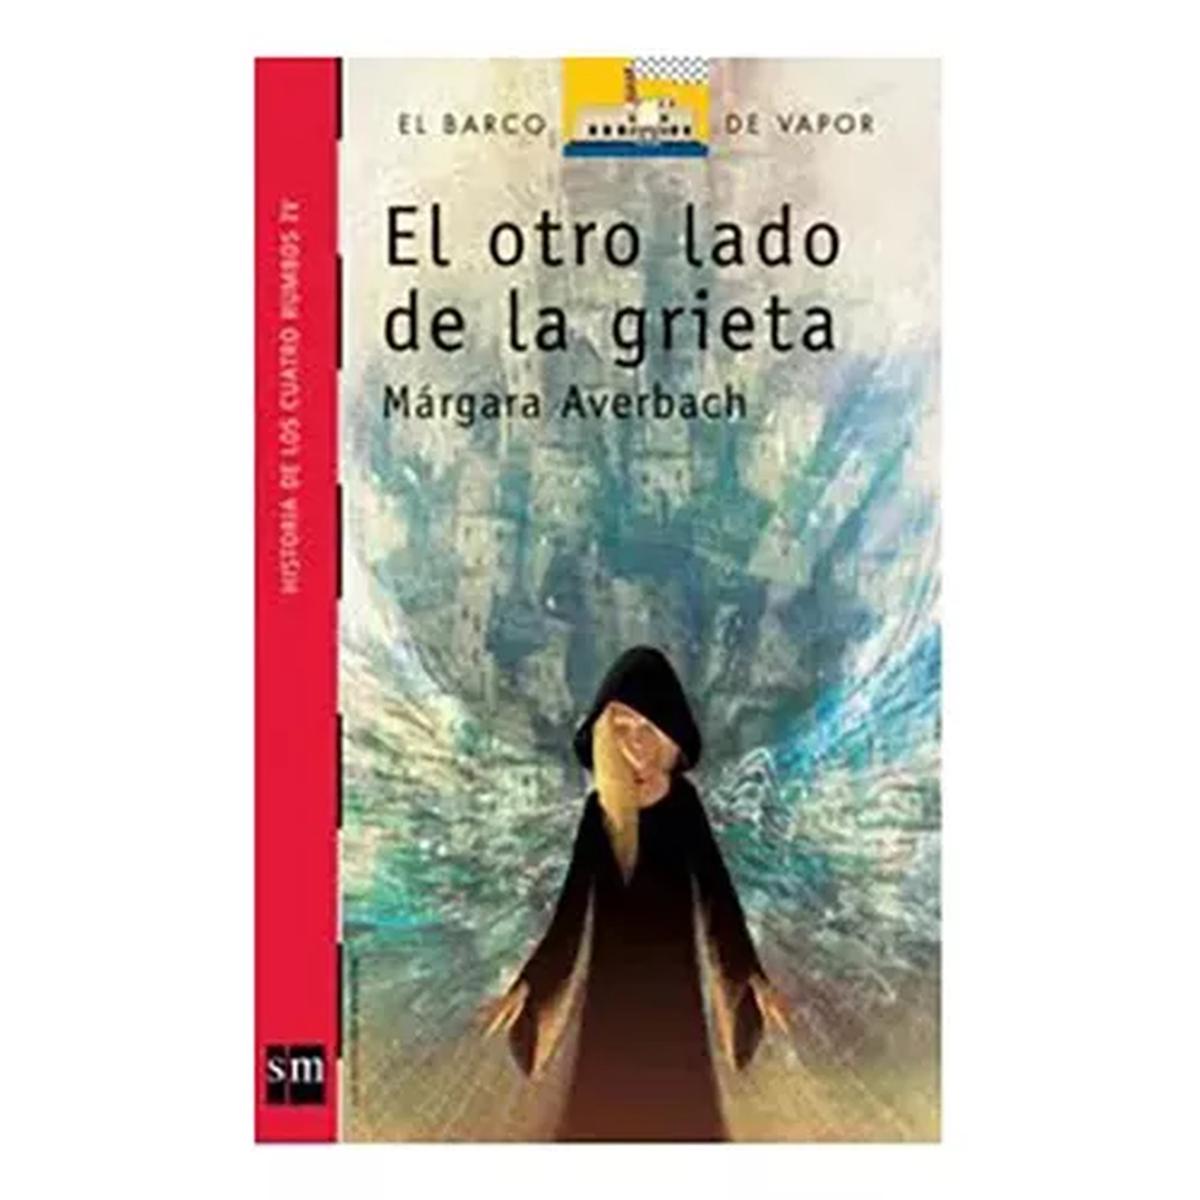 EL BARCO DE VAPOR
El otro lado
de la grieta
Márgara Averbach
HISTORIA DE LOS CUATRO RUMBOS IV
sm